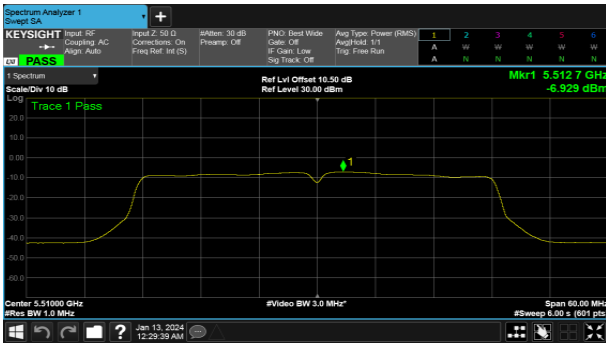 Spectrum Analyzer 1
Swept SA
KEYSIGHT Input: RF Input Z: 50 Ω #Atten: 30 dB PNO: Best Wide Avg Type: Power (RMS) 1 2 3 4 5 6
Coupling: AC Corrections: On Preamp: Off Gate: Off Avg|Hold: 1/1 A W W W W W
Align: Auto Freq Ref: Int (S) IF Gain: Low Trig: Free Run
PASS Sig Track: Off A N N N N N
1 Spectrum
Scale/Div 10 dB
Ref Lvl Offset 10.50 dB
Ref Level 30.00 dBm
Mkr1 5.512 7 GHz
-6.929 dBm
Log
Trace 1 Pass
20.0
10.0
0.00
1
-10.0
-20.0
-30.0
-40.0
-50.0
-60.0
Center 5.51000 GHz #Video BW 3.0 MHz* Span 60.00 MHz
#Res BW 1.0 MHz #Sweep 6.00 s (601 pts)
? Jan 13, 2024
12:29:39 AM